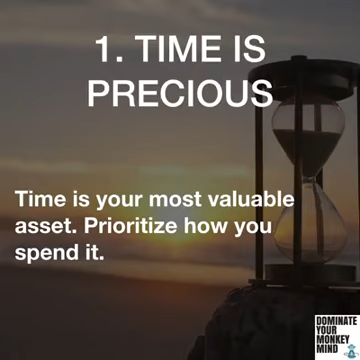 1. TIME IS
PRECIOUS
Time is your most valuable
asset. Prioritize how you
spend it.
DOMINATE
YOUR
MONKEY
MIND